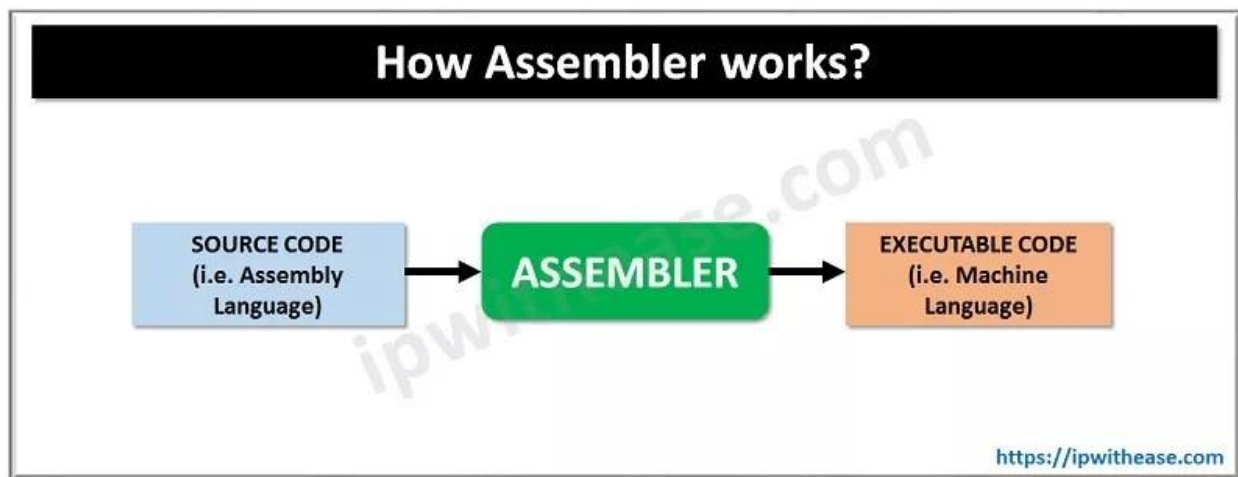 How Assembler works?
SOURCE CODE
(i.e. Assembly
Language)
ASSEMBLER
EXECUTABLE CODE
(i.e. Machine
Language)
ipwithease.com
https://ipwithease.com